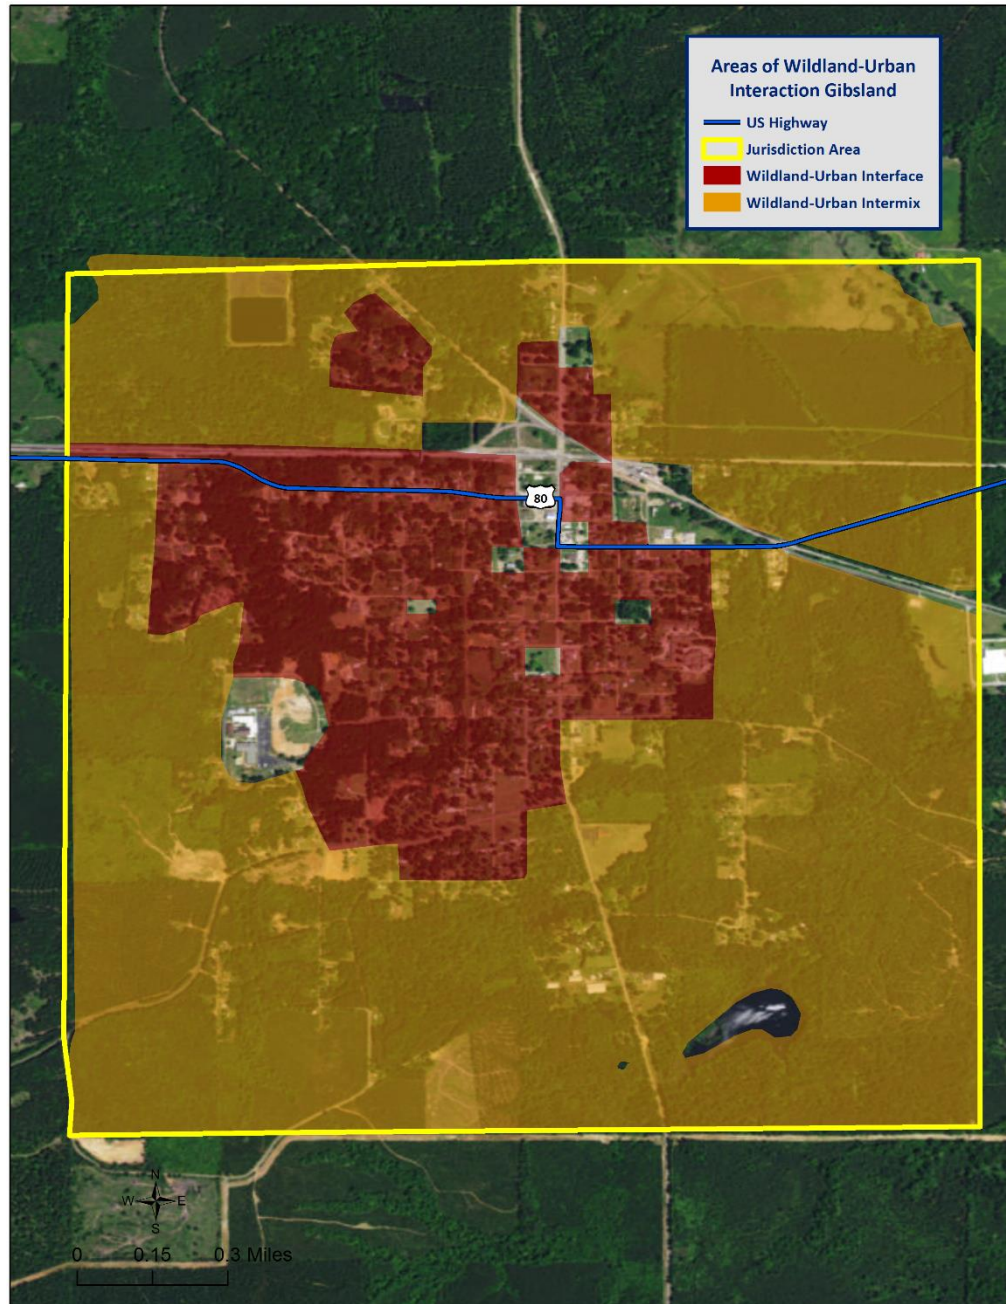 Areas of Wildland-Urban
Interaction Gibsland
US Highway
Jurisdiction Area
Wildland-Urban Interface
Wildland-Urban Intermix
80
N
W E
S
0 0.15 0.3 Miles